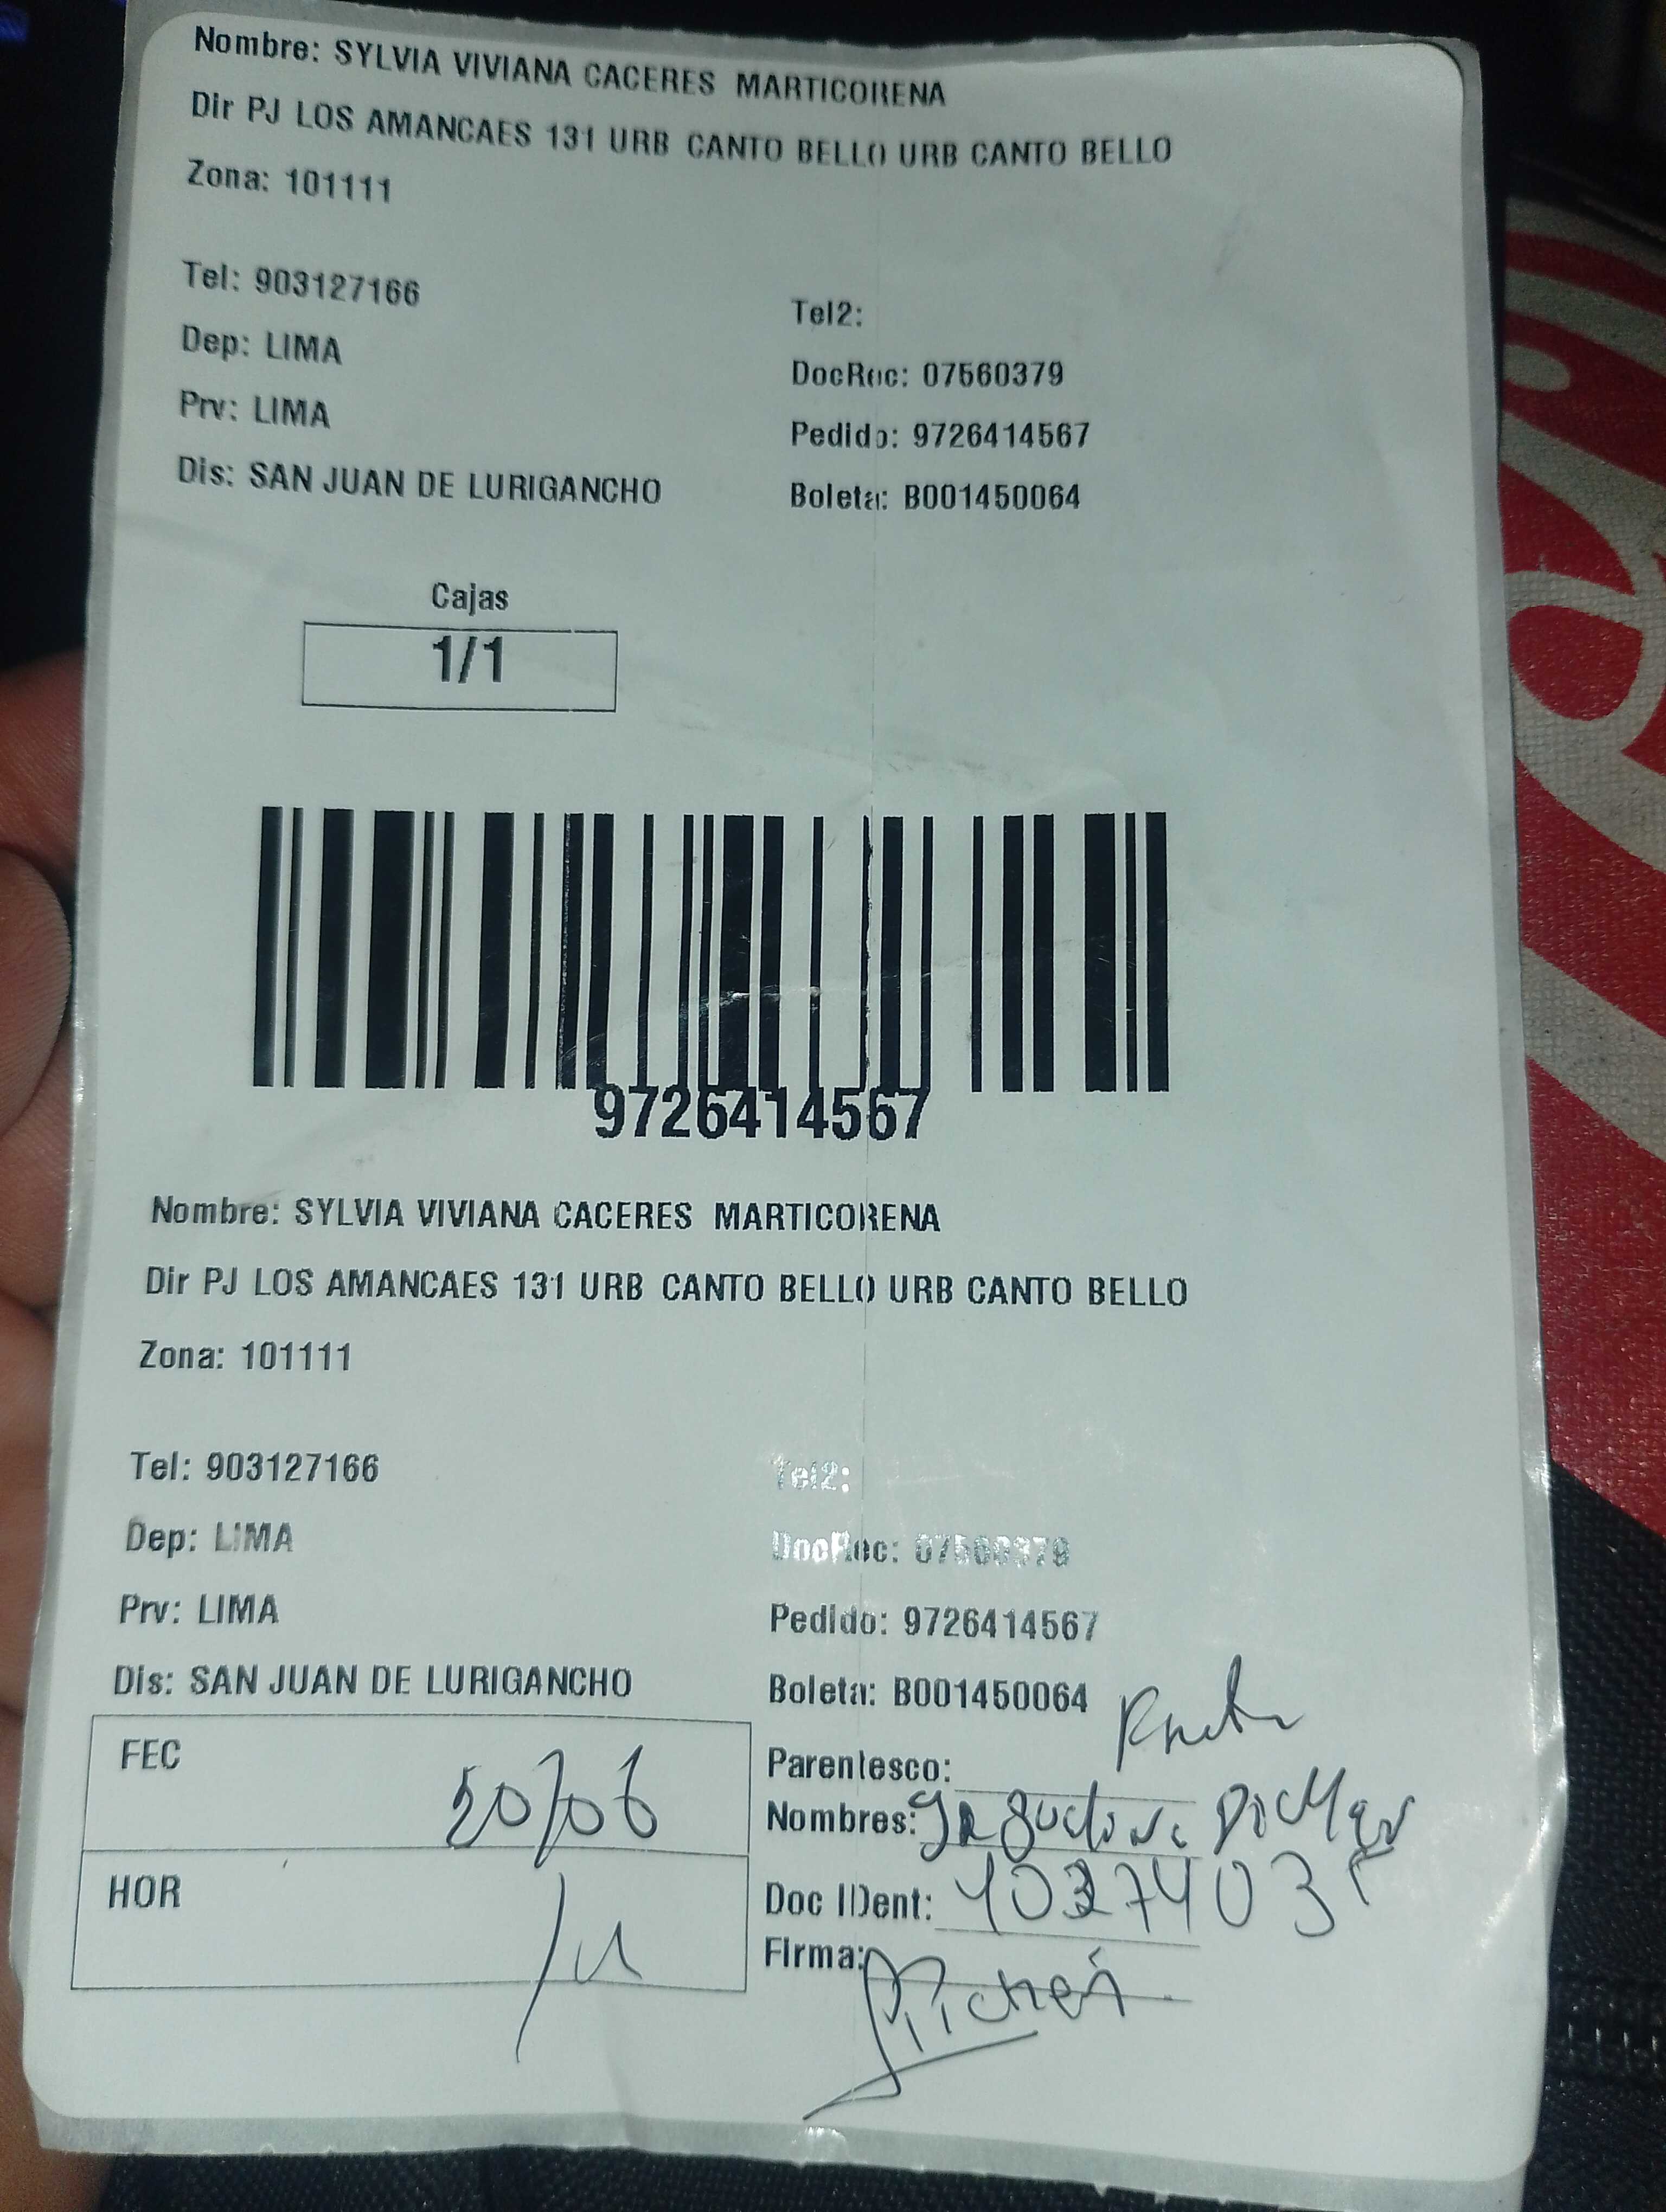 Nombre: SYLVIA VIVIANA CACERES MARTICORENA
Dir PJ LOS AMANCAES 131 URB CANTO BELLO URB CANTO BELLO
Zona: 101111
Tel: 903127166 Tel2:
Dep: LIMA DocRec: 07560379
Prv: LIMA Pedido: 9726414567
Dis: SAN JUAN DE LURIGANCHO Boleta: B001450064
Cajas
1/1
9726414567
Nombre: SYLVIA VIVIANA CACERES MARTICORENA
Dir PJ LOS AMANCAES 131 URB CANTO BELLO URB CANTO BELLO
Zona: 101111
Tel: 903127166 Tel2:
Dep: LIMA DocRec: 07560379
Prv: LIMA Pedido: 9726414567
Dis: SAN JUAN DE LURIGANCHO Boleta: B001450064
FEC 20/06
Parentesco:
Nombres:
HOR
Doc IDent:
Firma: